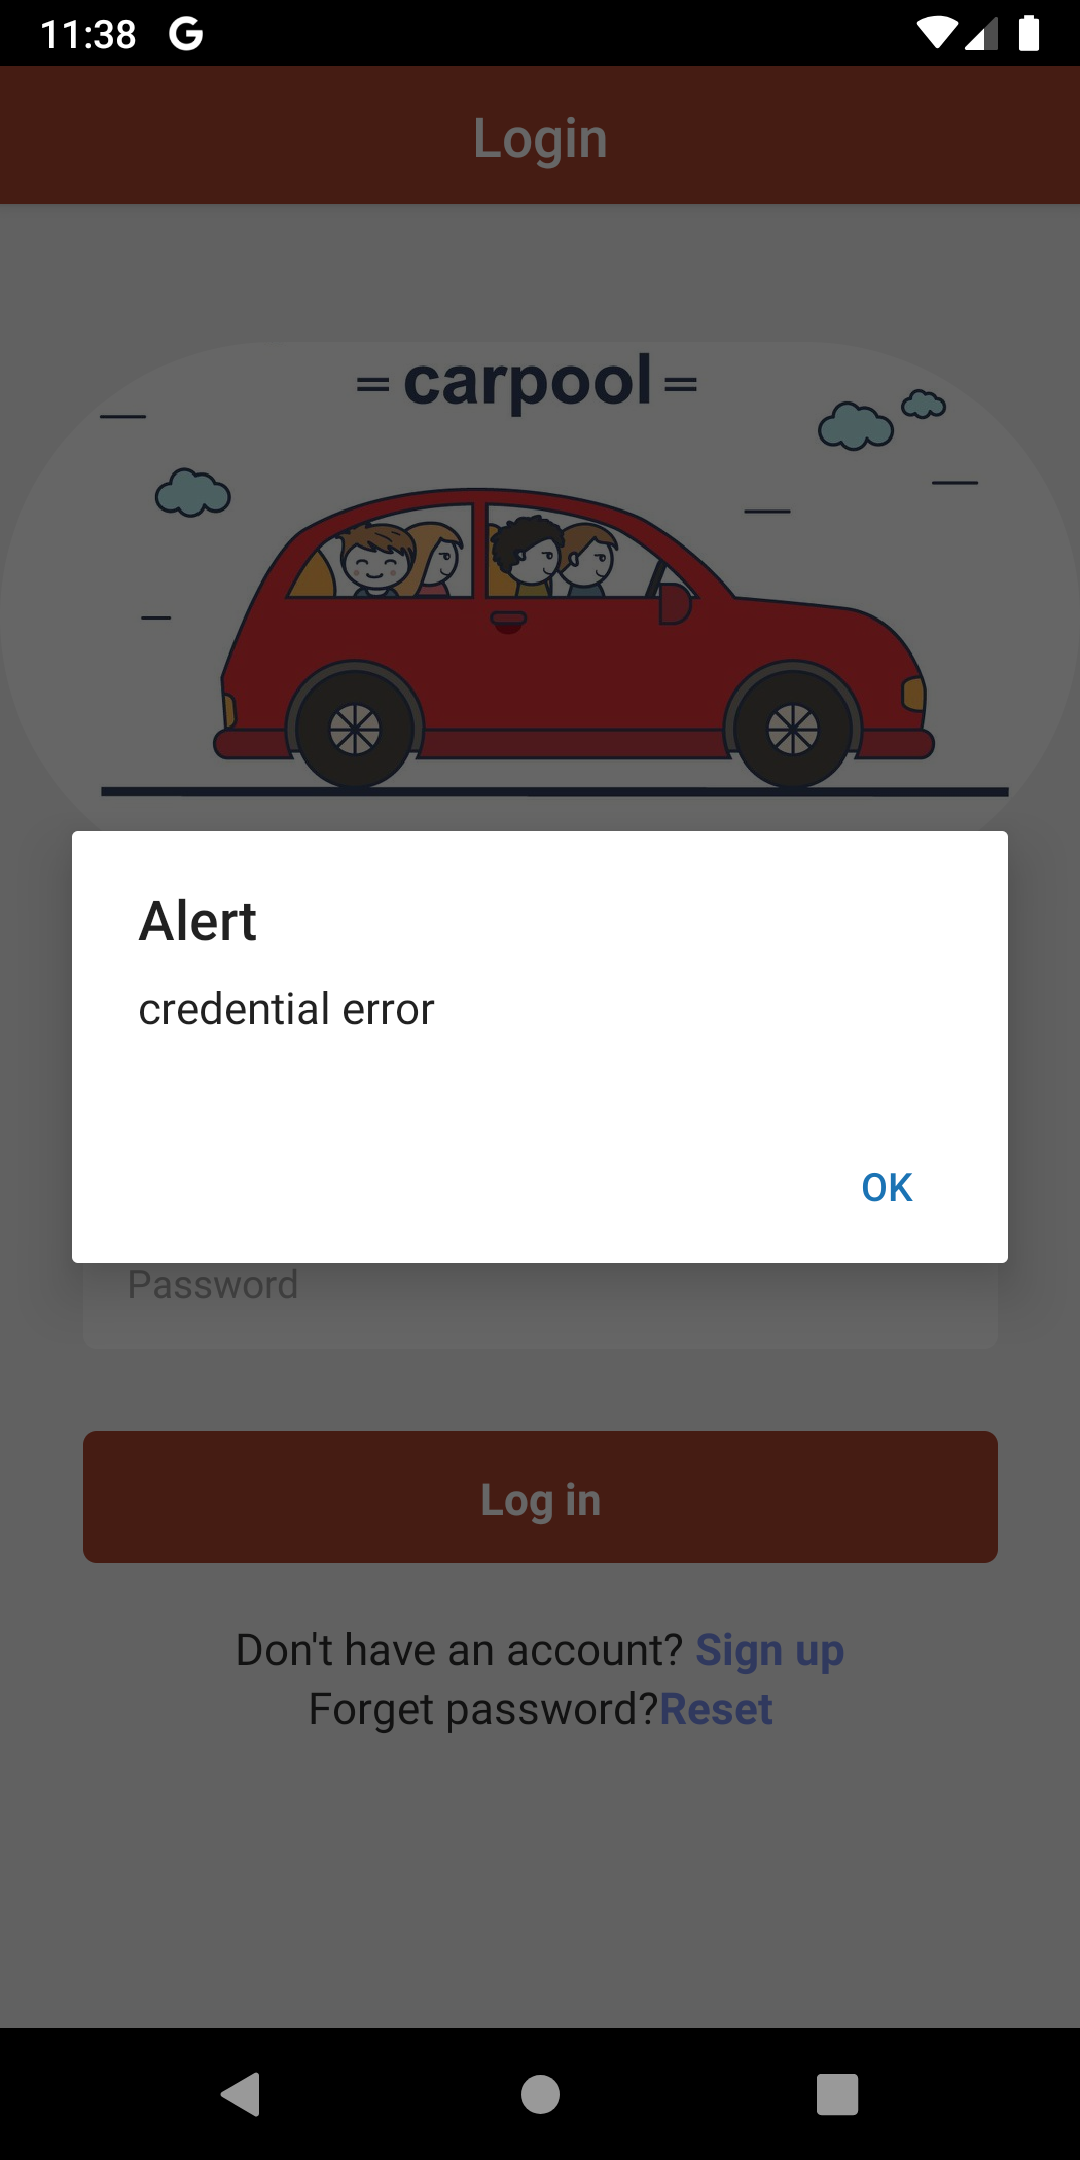 11:38 G
Login
= carpool =
Alert
credential error
OK
Password
Log in
Don't have an account? Sign up
Forget password?Reset